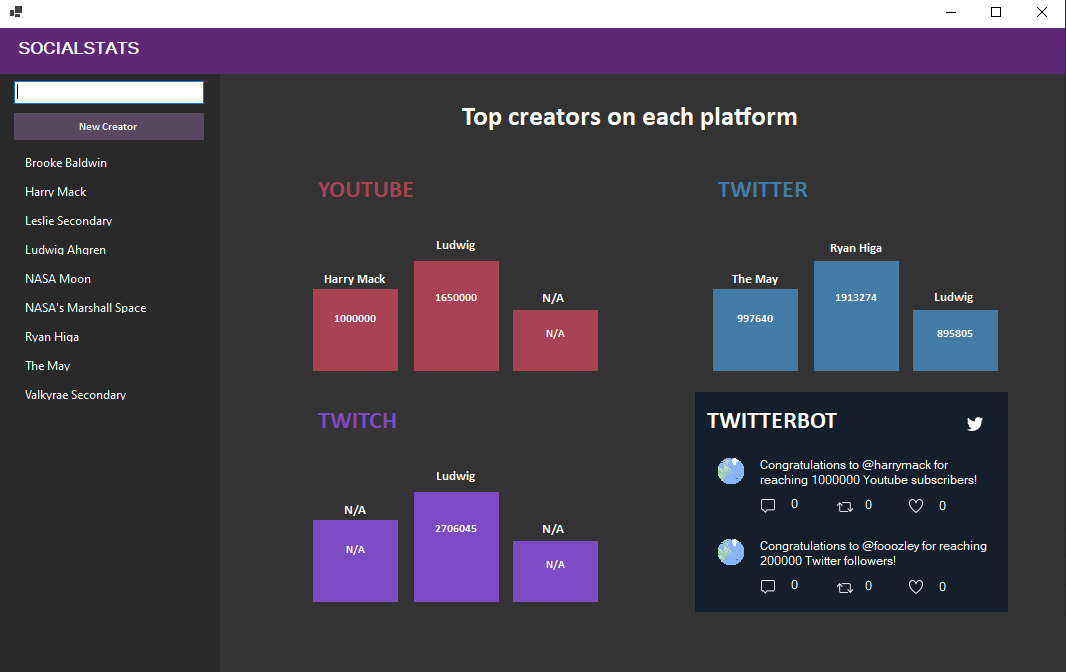 SOCIALSTATS
New Creator
Brooke Baldwin
Harry Mack
Leslie Secondary
Ludwig Ahgren
NASA Moon
NASA's Marshall Space
Ryan Higa
The May
Valkyrae Secondary
Top creators on each platform
YOUTUBE
Ludwig
Harry Mack
N/A
1650000
1000000
N/A
TWITTER
Ryan Higa
The May
Ludwig
1913274
997640
895805
TWITCH
Ludwig
N/A
N/A
2706045
N/A
N/A
TWITTERBOT
Congratulations to @harrymack for
reaching 1000000 Youtube subscribers!
0 0 0
Congratulations to @fooozley for reaching
200000 Twitter followers!
0 0 0